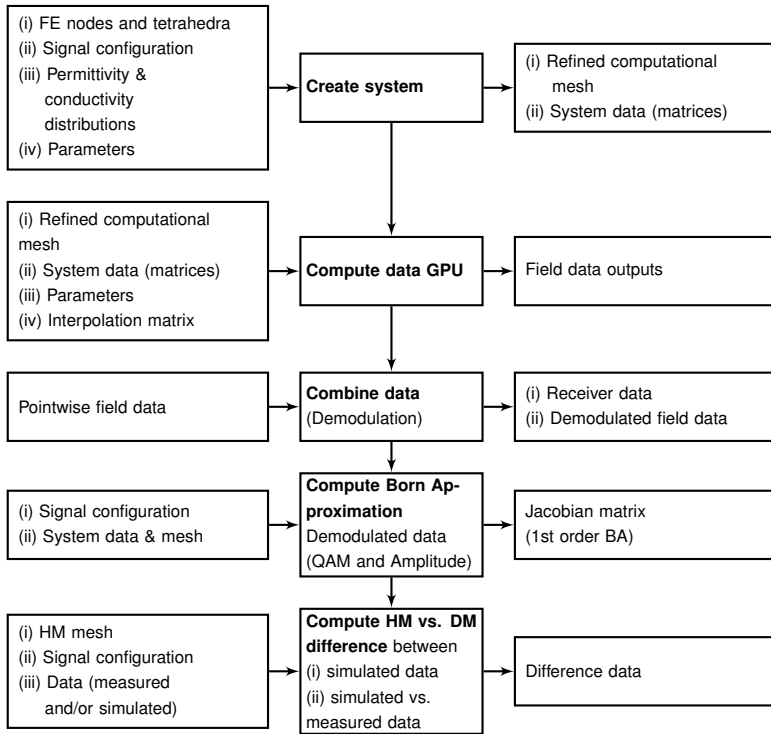 (i) FE nodes and tetrahedra
(ii) Signal configuration
(iii) Permittivity &
conductivity
distributions
(iv) Parameters
Create system
(i) Refined computational
mesh
(ii) System data (matrices)
(i) Refined computational
mesh
(ii) System data (matrices)
(iii) Parameters
(iv) Interpolation matrix
Compute data GPU
Field data outputs
Pointwise field data
Combine data
(Demodulation)
(i) Receiver data
(ii) Demodulated field data
(i) Signal configuration
(ii) System data & mesh
Compute Born Ap-
proximation
Demodulated data
(QAM and Amplitude)
Jacobian matrix
(1st order BA)
(i) HM mesh
(ii) Signal configuration
(iii) Data (measured
and/or simulated)
Compute HM vs. DM
difference between
(i) simulated data
(ii) simulated vs.
measured data
Difference data